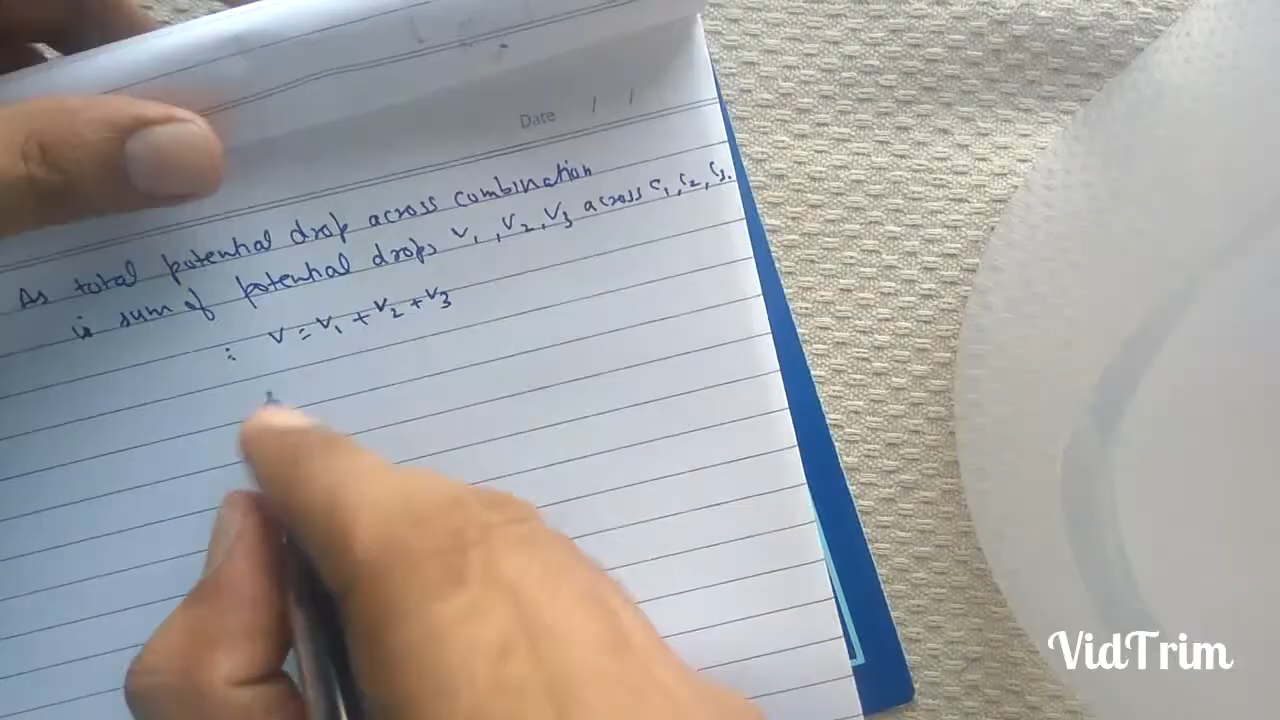 Date / /
As total potential drop across combination
is sum of potential drops V1, V2, V3 across C1, C2, C3.
∴ V = V1 + V2 + V3
VidTrim